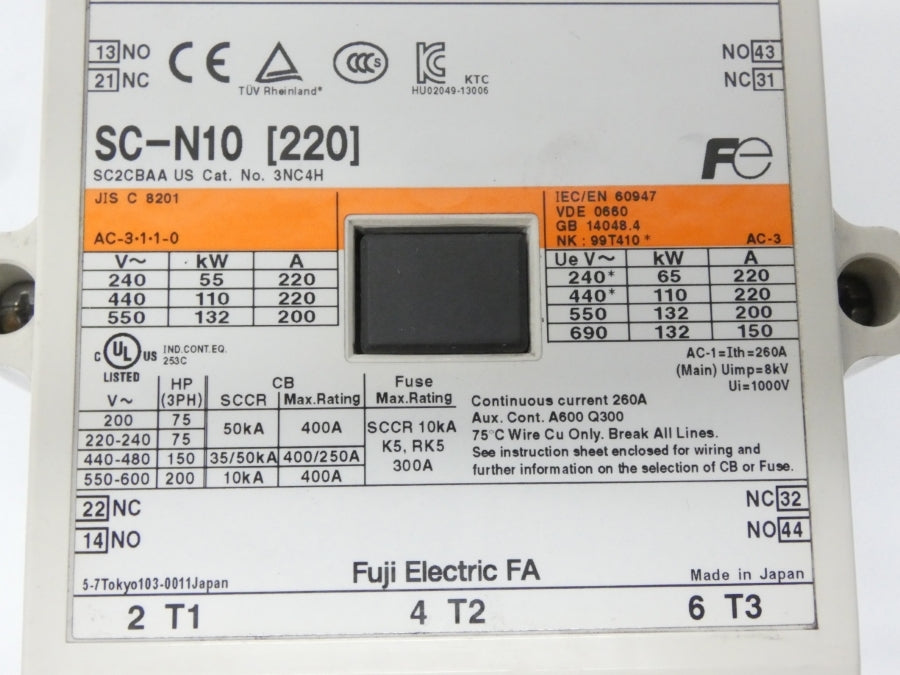 13 NO
21 NC
CE
TÜV Rheinland®
CCC S
KC
KTC
HU02049-13006
NO 43
NC 31
SC-N10 [220]
SC2CBAA US Cat. No. 3NC4H
Fe
JIS C 8201
AC-3·1·1-0
IEC/EN 60947
VDE 0660
GB 14048.4
NK : 99T410 * AC-3
V~ kW A
240 55 220
440 110 220
550 132 200
Ue V~ kW A
240* 65 220
440* 110 220
550 132 200
690 132 150
C UL US LISTED
IND.CONT.EQ.
253C
AC-1=Ith=260A
(Main) Uimp=8kV
Ui=1000V
V~ HP (3PH) CB SCCR Max.Rating Fuse Max.Rating
200 75 50kA 400A SCCR 10kA K5, RK5 300A
220-240 75
440-480 150 35/50kA 400/250A
550-600 200 10kA 400A
Continuous current 260A
Aux. Cont. A600 Q300
75°C Wire Cu Only. Break All Lines.
See instruction sheet enclosed for wiring and
further information on the selection of CB or Fuse.
22 NC
14 NO
NC 32
NO 44
5-7Tokyo103-0011Japan
Fuji Electric FA
Made in Japan
2 T1 4 T2 6 T3